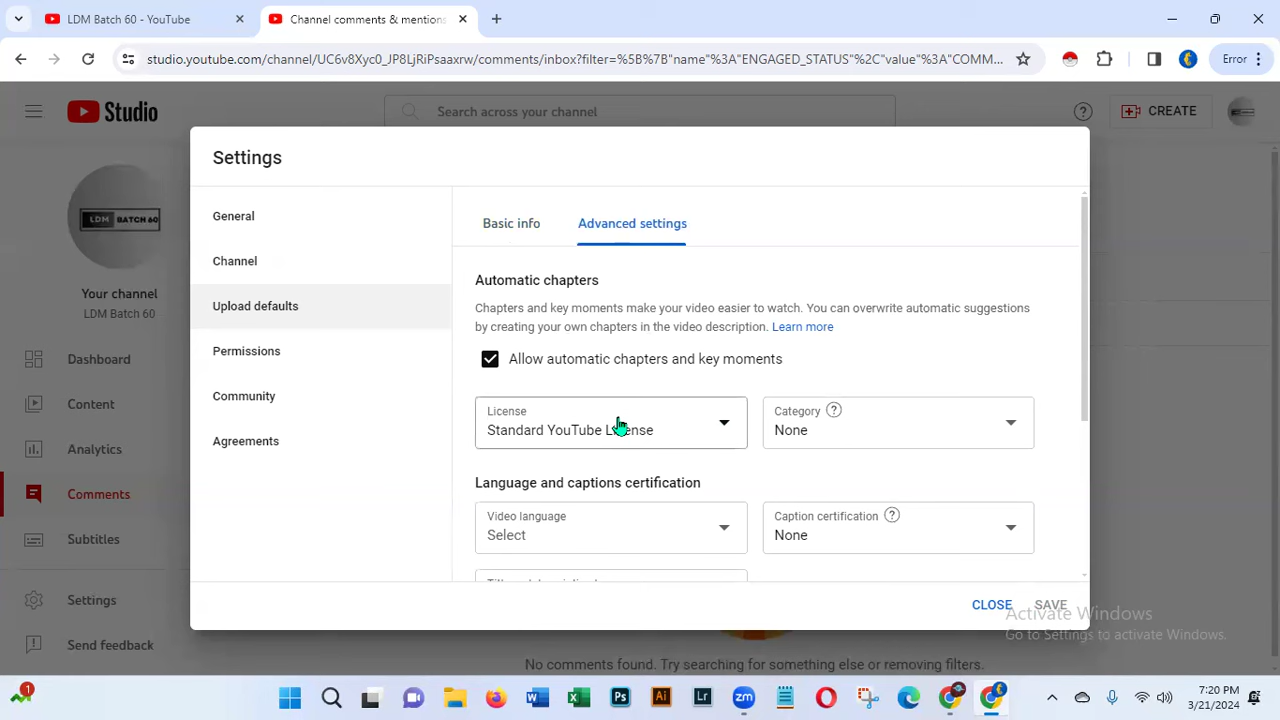 LDM Batch 60 - YouTube
Channel comments & mentions
studio.youtube.com/channel/UC6v8Xyx0_JP8LjRiPsaaxrw/comments/inbox?filter=%5B%7B"name"%3A"ENGAGED_STATUS"%2C"value"%3A"COMM...
Error
Studio
Search across your channel
CREATE
Settings
LDM BATCH 60
Your channel
LDM Batch 60
Dashboard
Content
Analytics
Comments
Subtitles
Settings
Send feedback
General
Channel
Upload defaults
Permissions
Community
Agreements
Basic info
Advanced settings
Automatic chapters
Chapters and key moments make your video easier to watch. You can overwrite automatic suggestions
by creating your own chapters in the video description. Learn more
Allow automatic chapters and key moments
License
Standard YouTube License
Category
None
Language and captions certification
Video language
Select
Caption certification
None
CLOSE
SAVE
Activate Windows
Go to Settings to activate Windows.
No comments found. Try searching for something else or removing filters.
1
7:20 PM
3/21/2024